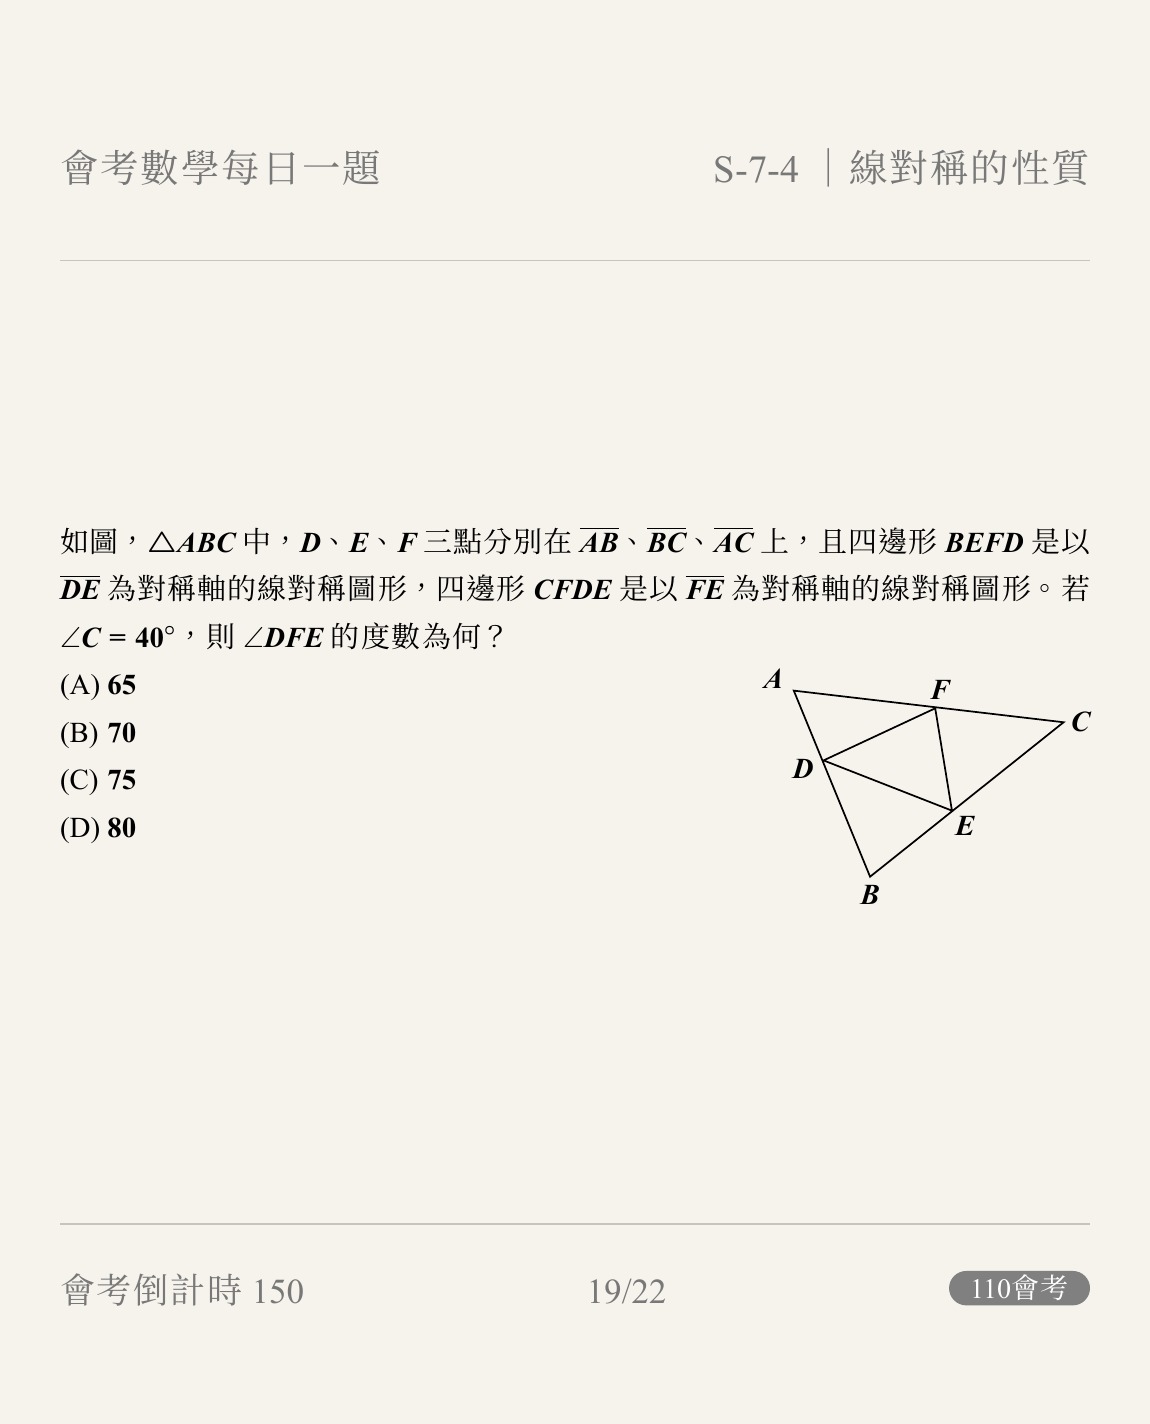 會考數學每日一題
S-7-4 ｜線對稱的性質
如圖，△ABC 中，D、E、F 三點分別在 AB、BC、AC 上，且四邊形 BEFD 是以
DE 為對稱軸的線對稱圖形，四邊形 CFDE 是以 FE 為對稱軸的線對稱圖形。若
∠C = 40°，則 ∠DFE 的度數為何？
(A) 65
(B) 70
(C) 75
(D) 80
A
F
C
D
E
B
會考倒計時 150
19/22
110會考